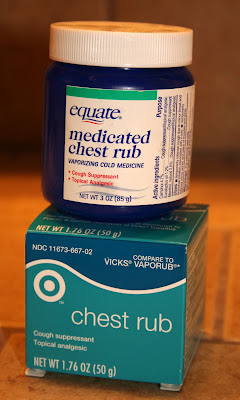 equate®
medicated
chest rub
VAPORIZING COLD MEDICINE
• Cough Suppressant
• Topical Analgesic
NET WT 3 OZ (85 g)
Purpose
Active ingredients
NET WT 1.76 OZ (50 g)
NDC 11673-667-02
COMPARE TO
VICKS® VAPORUB®*
chest rub
Cough suppressant
Topical analgesic
NET WT 1.76 OZ (50 g)